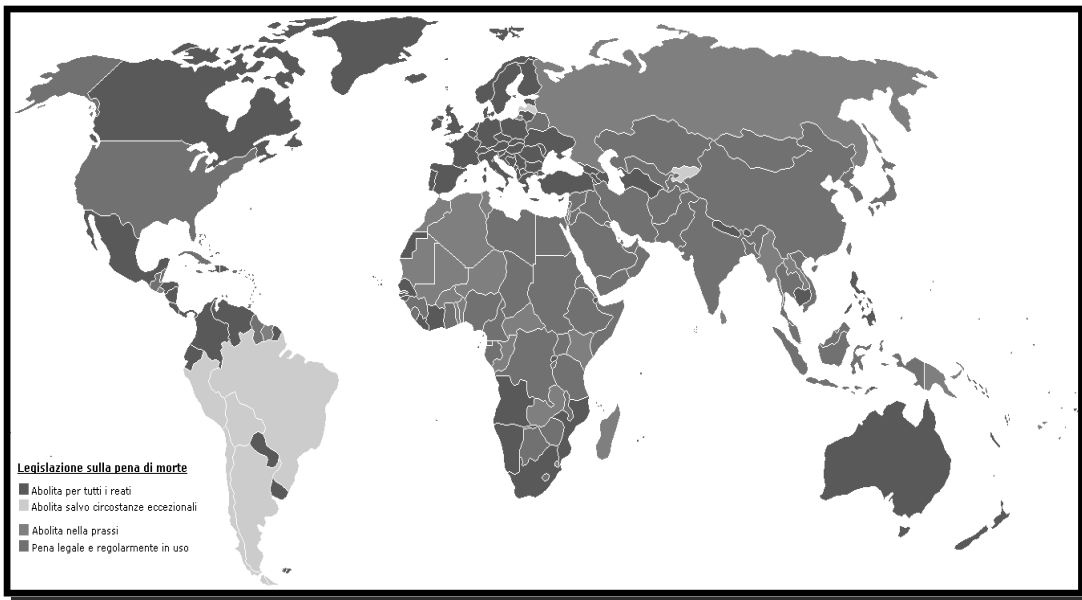 Legislazione sulla pena di morte
Abolita per tutti i reati
Abolita salvo circostanze eccezionali
Abolita nella prassi
Pena legale e regolarmente in uso